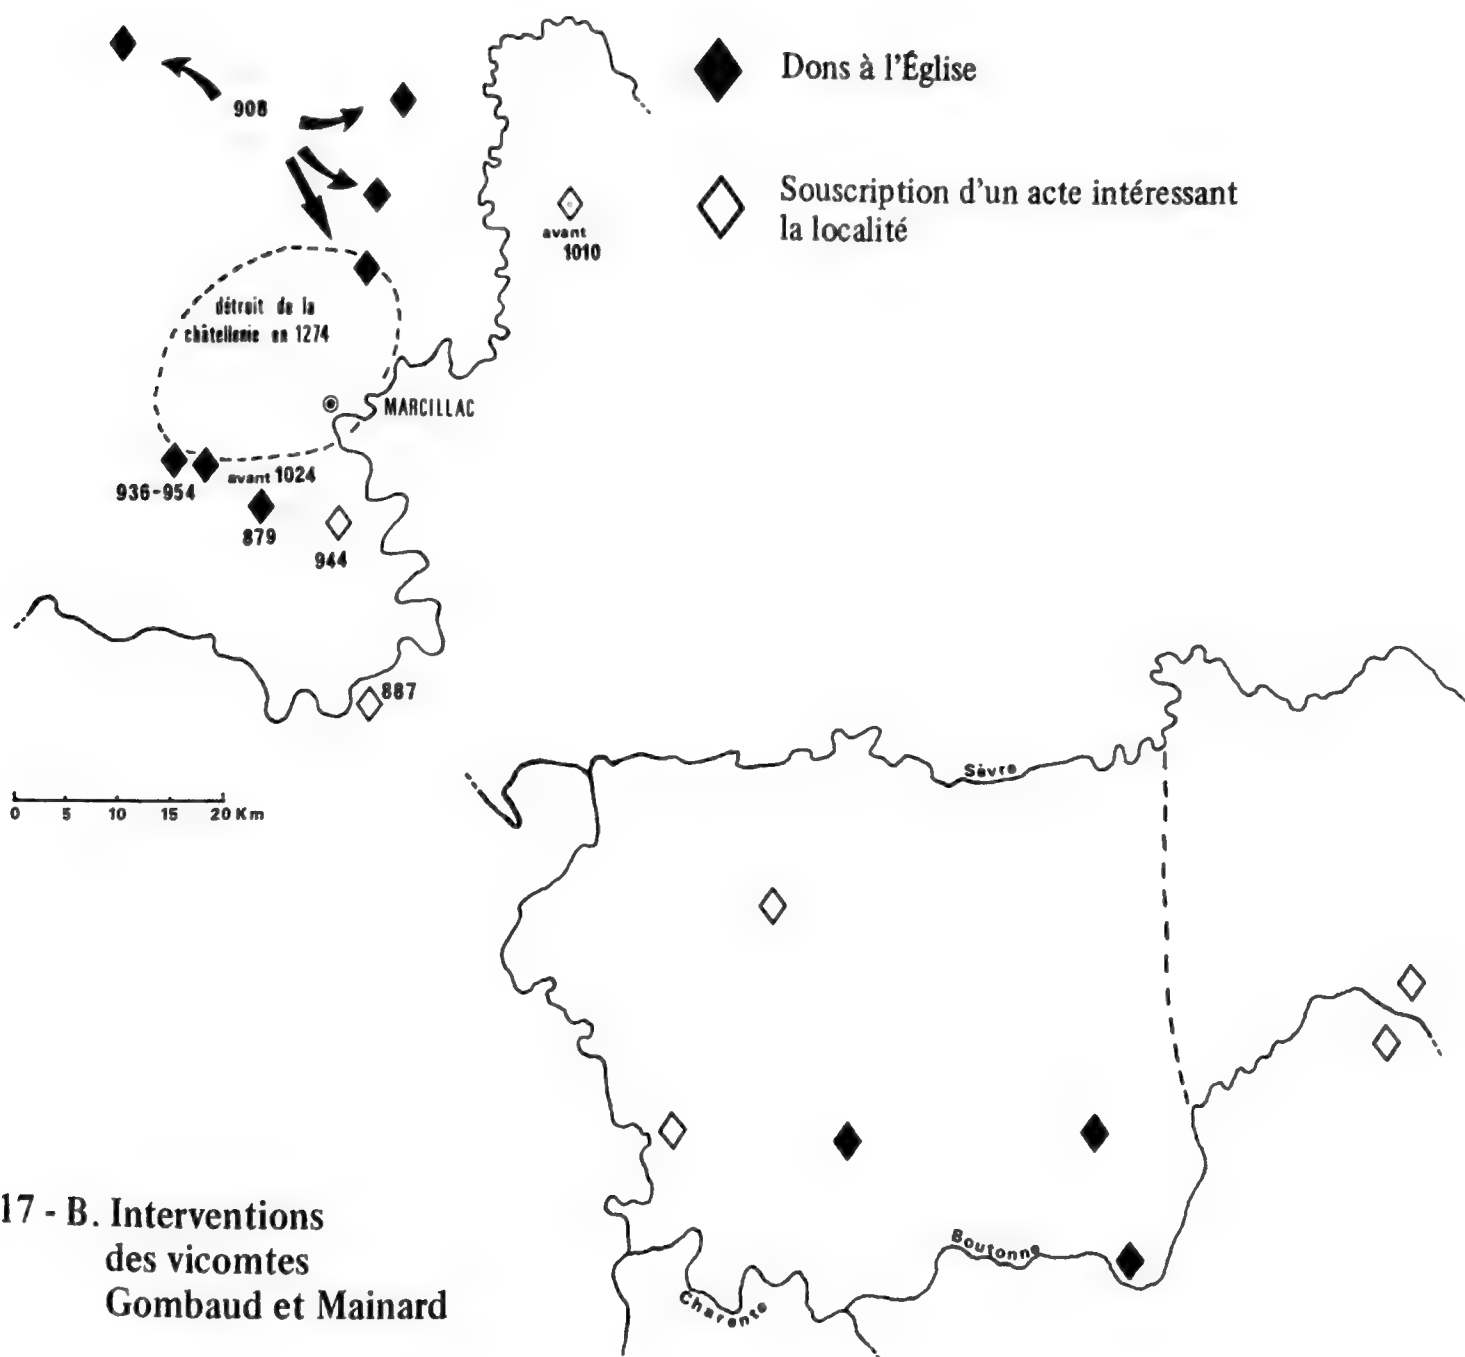 908
Dons à l'Église
Souscription d'un acte intéressant
la localité
avant
1010
détroit de la
châtellenie en 1274
MARCILLAC
936-954
avant 1024
879
944
887
0 5 10 15 20 Km
Sèvre
Boutonne
Charente
17 - B. Interventions
des vicomtes
Gombaud et Mainard